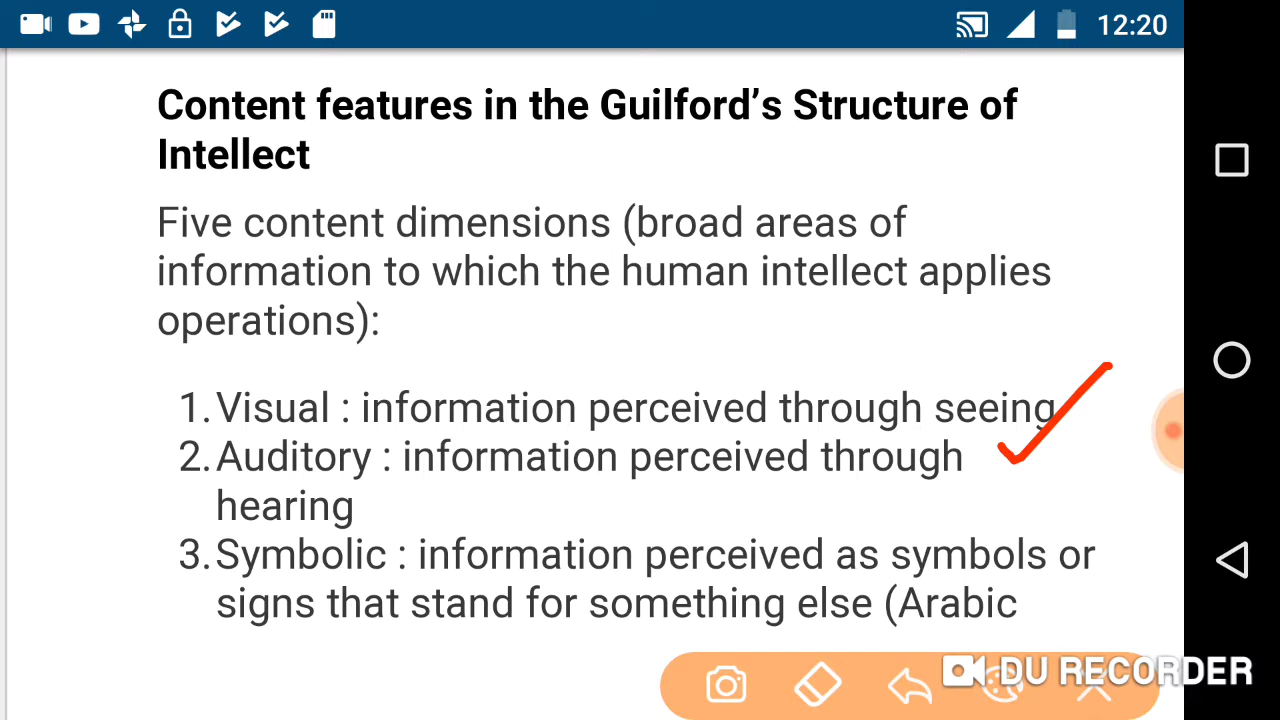 12:20
Content features in the Guilford’s Structure of
Intellect
Five content dimensions (broad areas of
information to which the human intellect applies
operations):
1. Visual : information perceived through seeing
2. Auditory : information perceived through
hearing
3. Symbolic : information perceived as symbols or
signs that stand for something else (Arabic
DU RECORDER